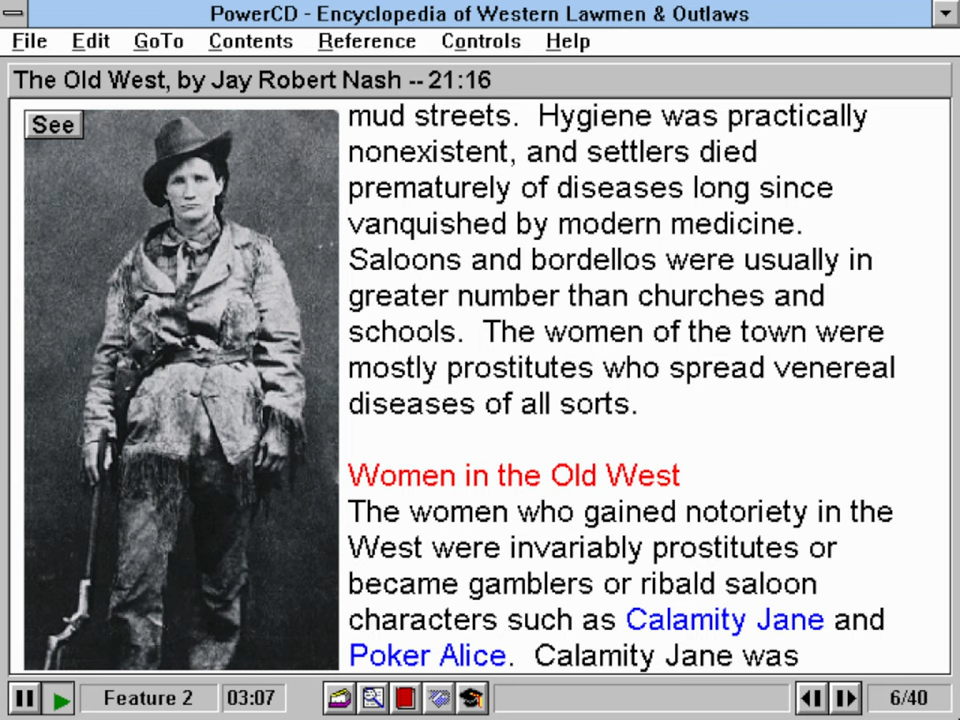 PowerCD - Encyclopedia of Western Lawmen & Outlaws
File Edit GoTo Contents Reference Controls Help
The Old West, by Jay Robert Nash -- 21:16
See
mud streets.  Hygiene was practically
nonexistent, and settlers died
prematurely of diseases long since
vanquished by modern medicine.
Saloons and bordellos were usually in
greater number than churches and
schools.  The women of the town were
mostly prostitutes who spread venereal
diseases of all sorts.
Women in the Old West
The women who gained notoriety in the
West were invariably prostitutes or
became gamblers or ribald saloon
characters such as Calamity Jane and
Poker Alice.  Calamity Jane was
Feature 2 03:07 6/40